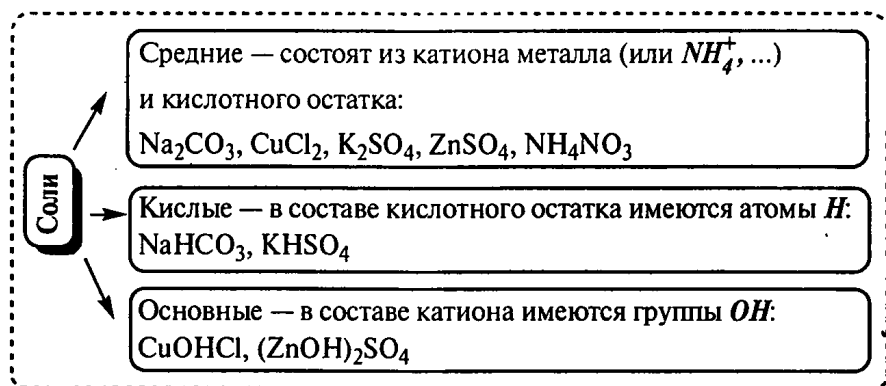 Соли
Средние — состоят из катиона металла (или NH₄⁺, ...)
и кислотного остатка:
Na₂CO₃, CuCl₂, K₂SO₄, ZnSO₄, NH₄NO₃
Кислые — в составе кислотного остатка имеются атомы H:
NaHCO₃, KHSO₄
Основные — в составе катиона имеются группы OH:
CuOHCl, (ZnOH)₂SO₄